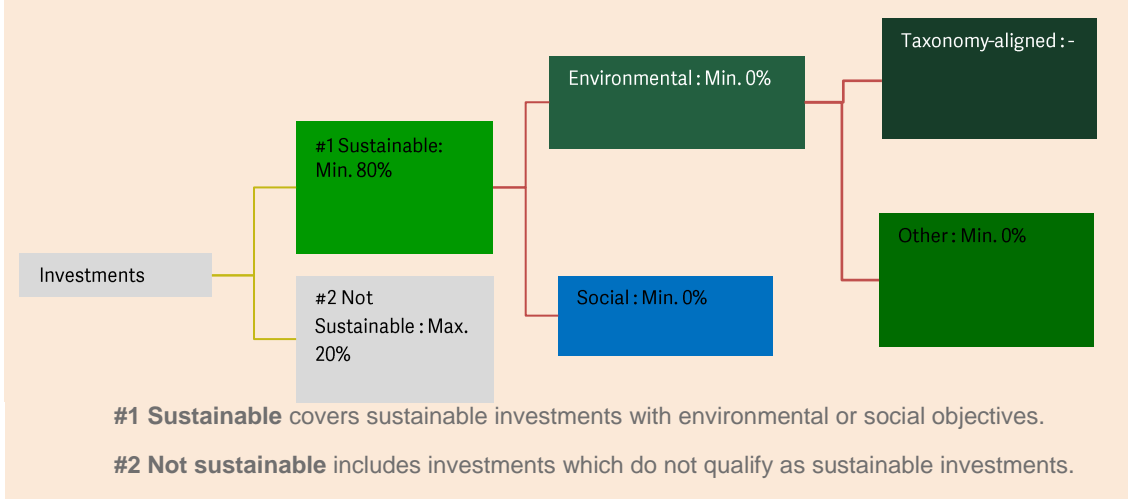 Taxonomy-aligned : -
Environmental : Min. 0%
#1 Sustainable:
Min. 80%
Other : Min. 0%
Investments
#2 Not
Sustainable : Max.
20%
Social : Min. 0%
#1 Sustainable covers sustainable investments with environmental or social objectives.
#2 Not sustainable includes investments which do not qualify as sustainable investments.